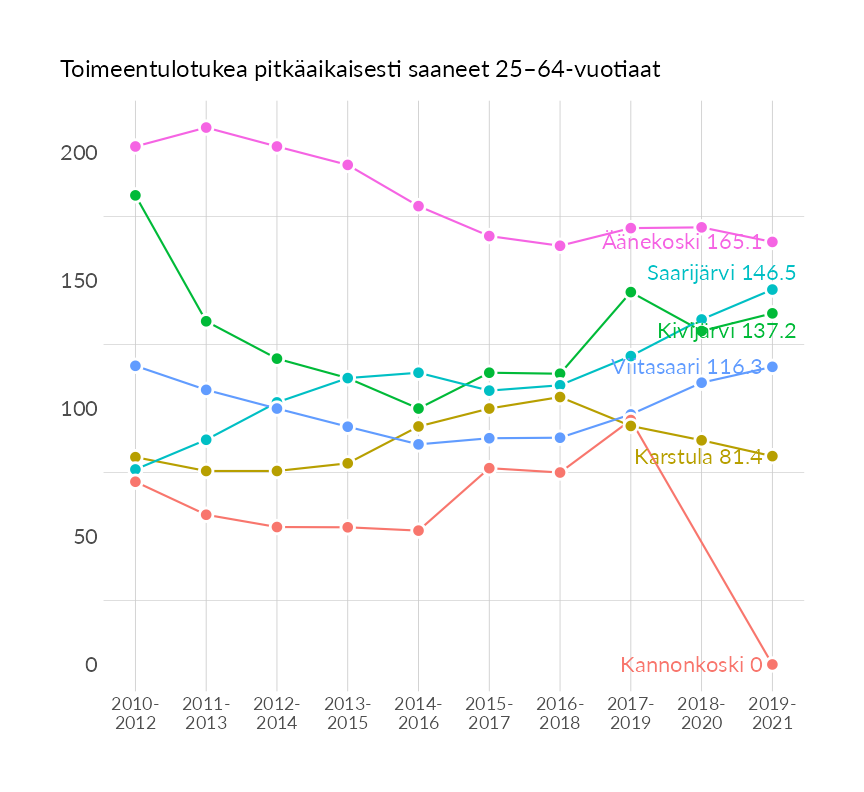 Toimeentulotukea pitkäaikaisesti saaneet 25–64-vuotiaat
200
Äänekoski 165.1
150
Saarijärvi 146.5
Kivijärvi 137.2
Viitasaari 116.3
100
Karstula 81.4
50
0
Kannonkoski 0
2010- 2011- 2012- 2013- 2014- 2015- 2016- 2017- 2018- 2019-
2012 2013 2014 2015 2016 2017 2018 2019 2020 2021